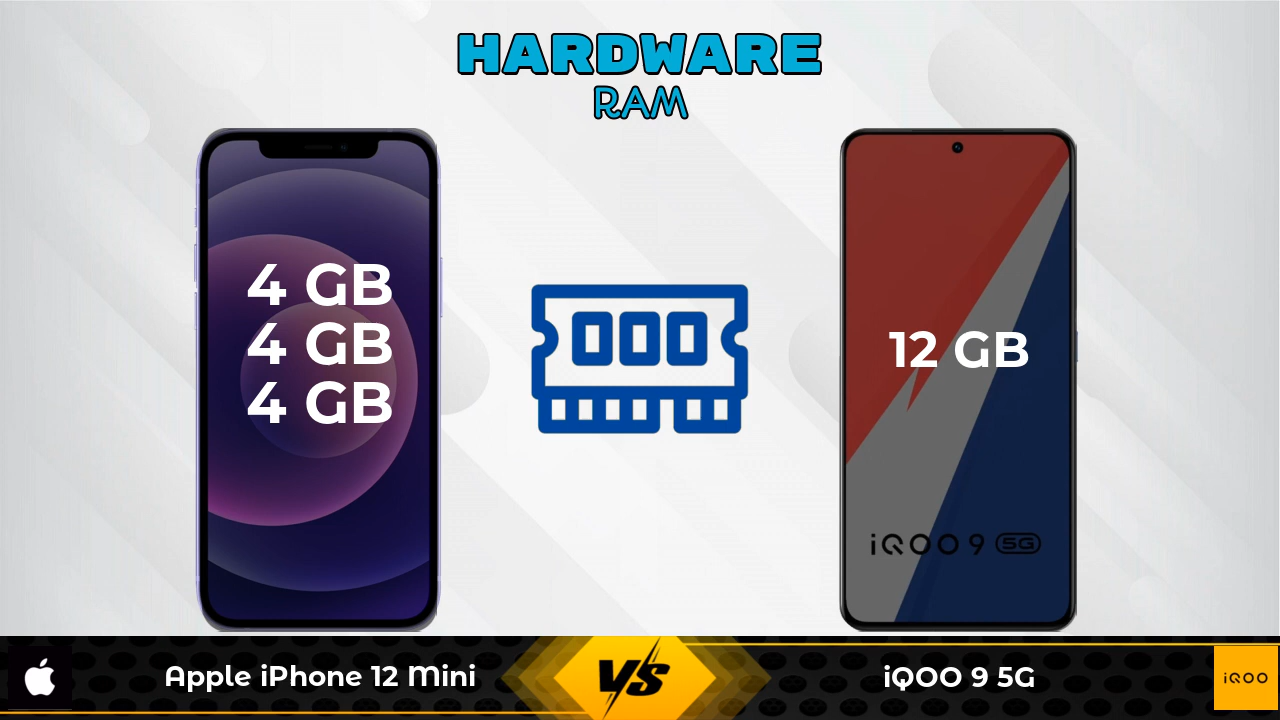 HARDWARE
RAM
4 GB
4 GB
4 GB
12 GB
iQOO 9 5G
Apple iPhone 12 Mini
VS
iQOO 9 5G
iQOO